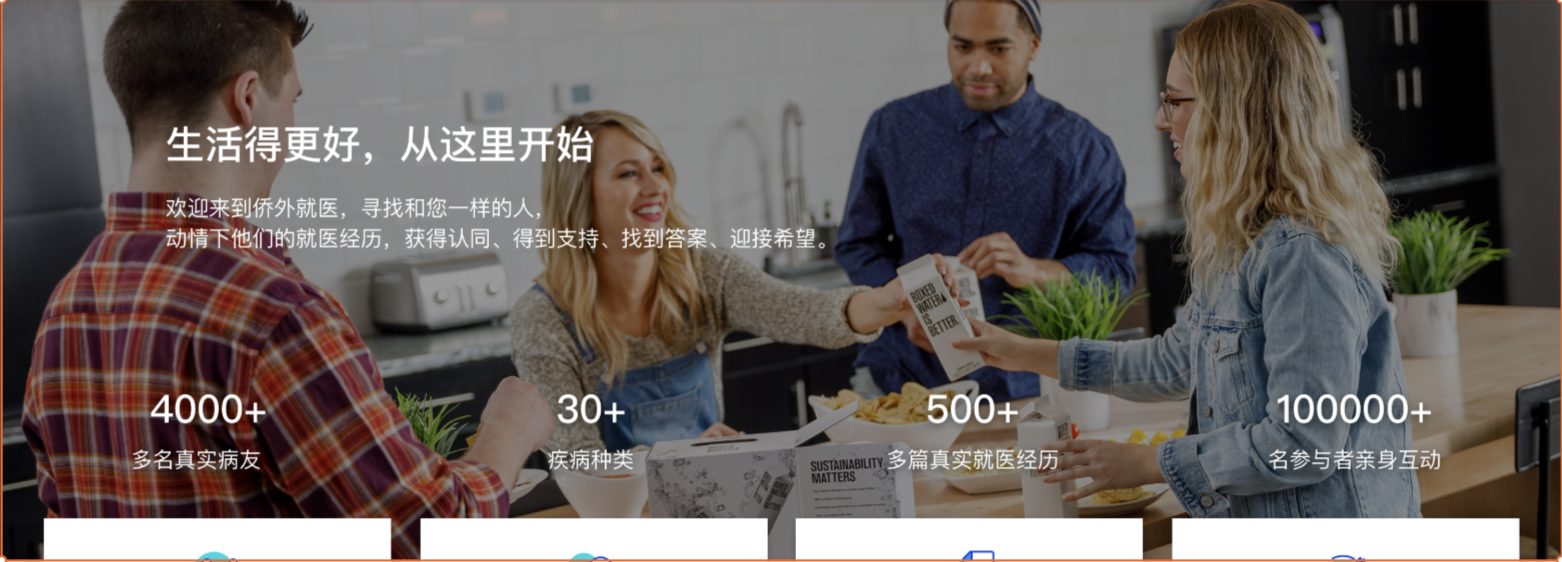 生活得更好，从这里开始
欢迎来到侨外就医，寻找和您一样的人，
动情下他们的就医经历，获得认同、得到支持、找到答案、迎接希望。
BOXED
WATER
IS
BETTER.
4000+
30+
500+
100000+
多名真实病友
疾病种类
多篇真实就医经历
名参与者亲身互动
SUSTAINABILITY
MATTERS